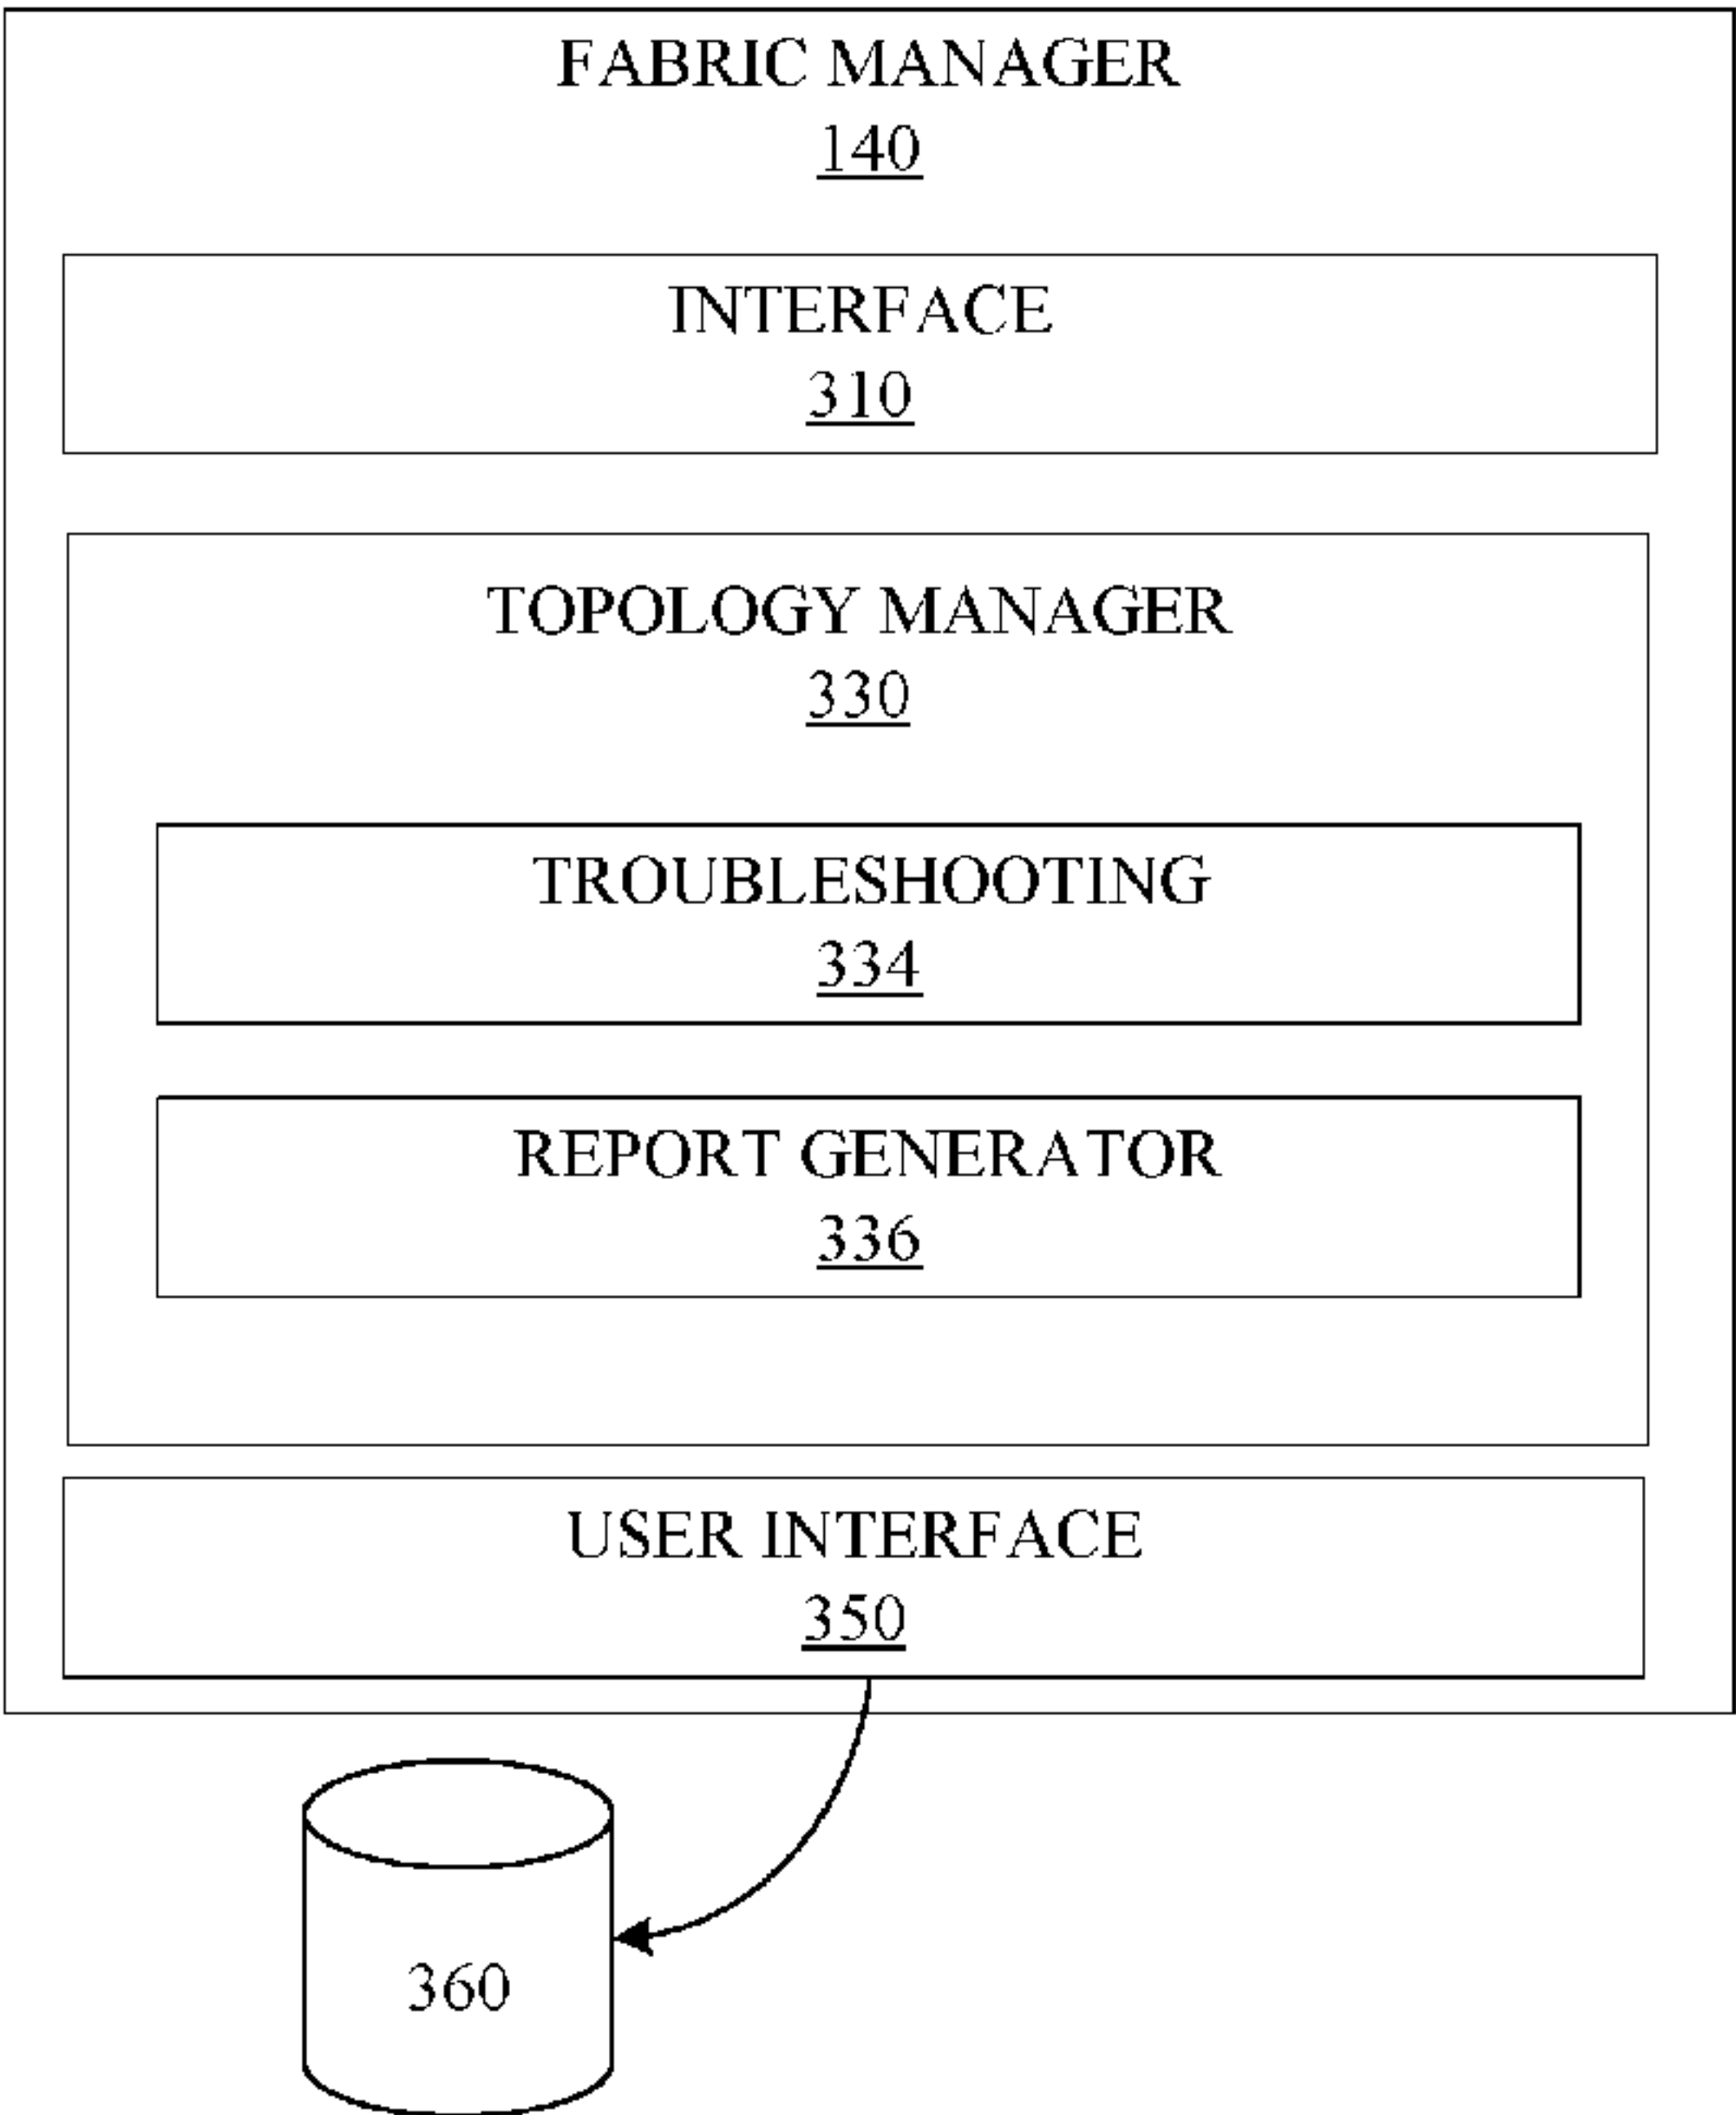 FABRIC MANAGER
140
INTERFACE
310
TOPOLOGY MANAGER
330
TROUBLESHOOTING
334
REPORT GENERATOR
336
USER INTERFACE
350
360